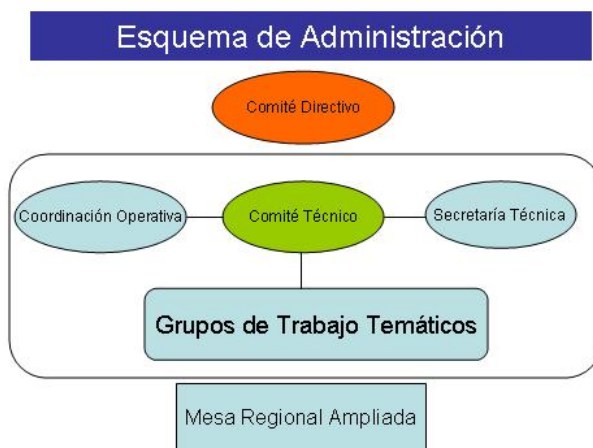 Esquema de Administración
Comité Directivo
Coordinación Operativa
Comité Técnico
Secretaría Técnica
Grupos de Trabajo Temáticos
Mesa Regional Ampliada